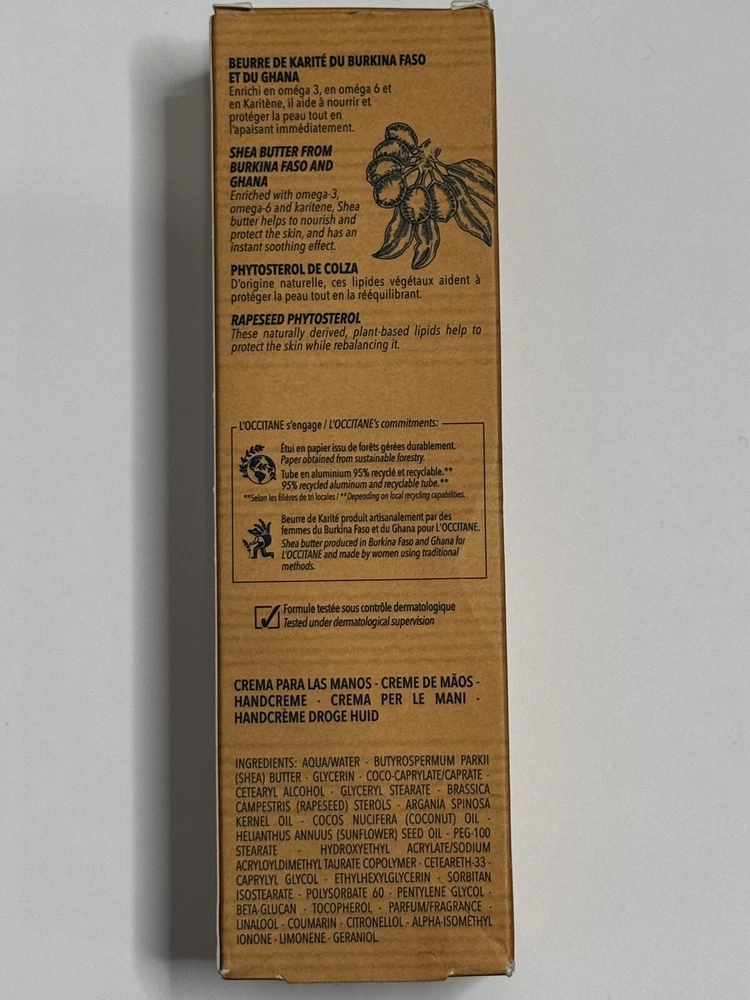 BEURRE DE KARITÉ DU BURKINA FASO
ET DU GHANA
Enrichi en oméga 3, en oméga 6 et
en Karitène, il aide à nourrir et
protéger la peau tout en
l'apaisant immédiatement.
SHEA BUTTER FROM
BURKINA FASO AND
GHANA
Enriched with omega-3,
omega-6 and karitene, Shea
butter helps to nourish and
protect the skin, and has an
instant soothing effect.
PHYTOSTEROL DE COLZA
D'origine naturelle, ces lipides végétaux aident à
protéger la peau tout en la rééquilibrant.
RAPESEED PHYTOSTEROL
These naturally derived, plant-based lipids help to
protect the skin while rebalancing it.
L'OCCITANE s'engage / L'OCCITANE's commitments:
Étui en papier issu de forêts gérées durablement.
Paper obtained from sustainable forestry.
Tube en aluminium 95% recyclé et recyclable.**
95% recycled aluminum and recyclable tube.**
**Selon les filières de tri locales / **Depending on local recycling capabilities.
Beurre de Karité produit artisanalement par des
femmes du Burkina Faso et du Ghana pour L'OCCITANE.
Shea butter produced in Burkina Faso and Ghana for
L'OCCITANE and made by women using traditional
methods.
Formule testée sous contrôle dermatologique
Tested under dermatological supervision
CREMA PARA LAS MANOS - CREME DE MÃOS -
HANDCREME - CREMA PER LE MANI -
HANDCRÈME DROGE HUID
INGREDIENTS: AQUA/WATER - BUTYROSPERMUM PARKII
(SHEA) BUTTER - GLYCERIN - COCO-CAPRYLATE/CAPRATE -
CETEARYL ALCOHOL - GLYCERYL STEARATE - BRASSICA
CAMPESTRIS (RAPESEED) STEROLS - ARGANIA SPINOSA
KERNEL OIL - COCOS NUCIFERA (COCONUT) OIL -
HELIANTHUS ANNUUS (SUNFLOWER) SEED OIL - PEG-100
STEARATE - HYDROXYETHYL ACRYLATE/SODIUM
ACRYLOYLDIMETHYL TAURATE COPOLYMER - CETEARETH-33 -
CAPRYLYL GLYCOL - ETHYLHEXYLGLYCERIN - SORBITAN
ISOSTEARATE - POLYSORBATE 60 - PENTYLENE GLYCOL -
BETA-GLUCAN - TOCOPHEROL - PARFUM/FRAGRANCE -
LINALOOL - COUMARIN - CITRONELLOL - ALPHA-ISOMETHYL
IONONE - LIMONENE - GERANIOL.